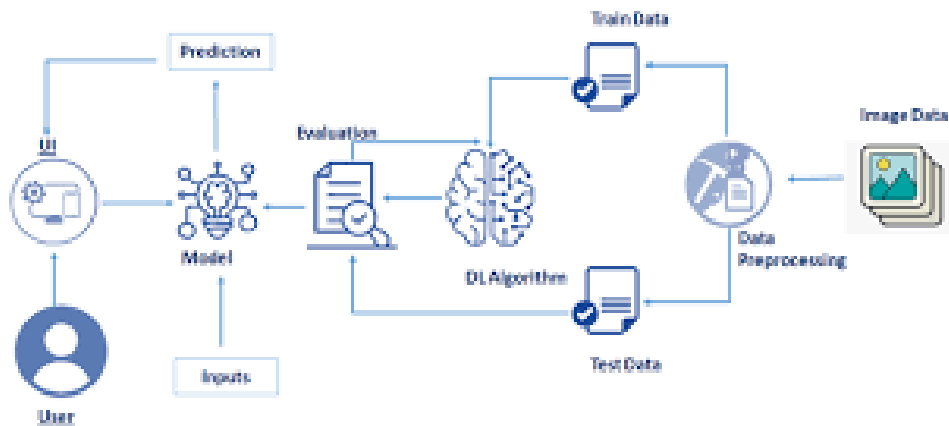 Train Data
Prediction
Image Data
Evaluation
UI
Data
Preprocessing
Model
DL Algorithm
Test Data
Inputs
User